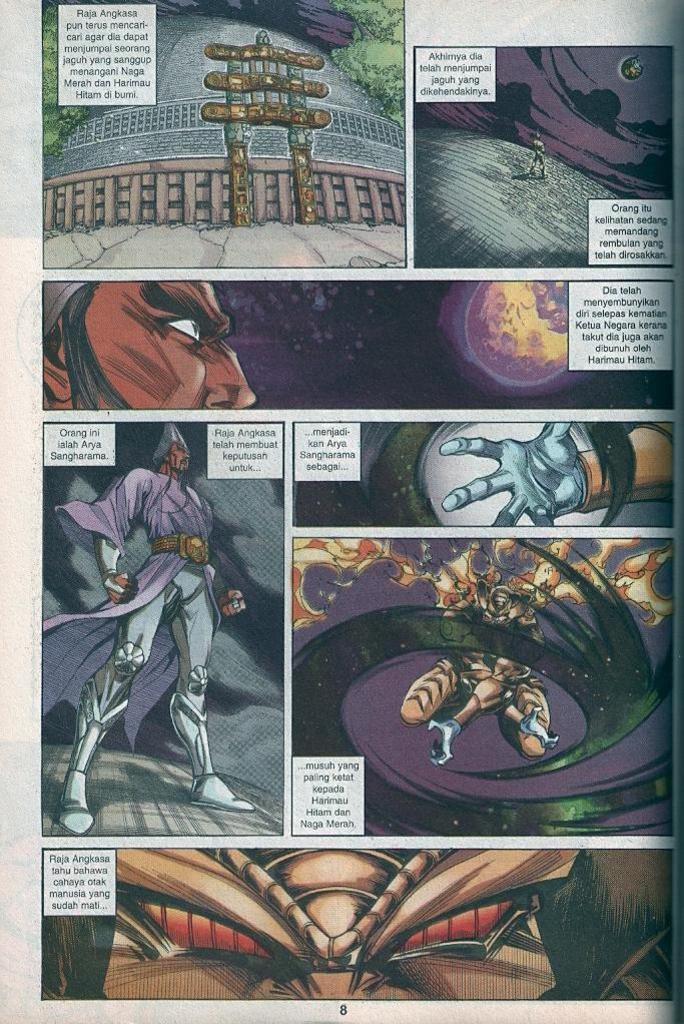 Raja Angkasa
pun terus mencari-
cari agar dia dapat
menjumpai seorang
jaguh yang sanggup
menangani Naga
Merah dan Harimau
Hitam di bumi.
Akhirnya dia
telah menjumpai
jaguh yang
dikehendakinya.
Orang itu
kelihatan sedang
memandang
rembulan yang
telah dirosakkan.
Dia telah
menyembunyikan
diri selepas kematian
Ketua Negara kerana
takut dia juga akan
dibunuh oleh
Harimau Hitam.
Orang ini
ialah Arya
Sangharama.
Raja Angkasa
telah membuat
keputusan
untuk...
...menjadi-
kan Arya
Sangharama
sebagai...
...musuh yang
paling ketat
kepada
Harimau
Hitam dan
Naga Merah.
Raja Angkasa
tahu bahawa
cahaya otak
manusia yang
sudah mati...
8